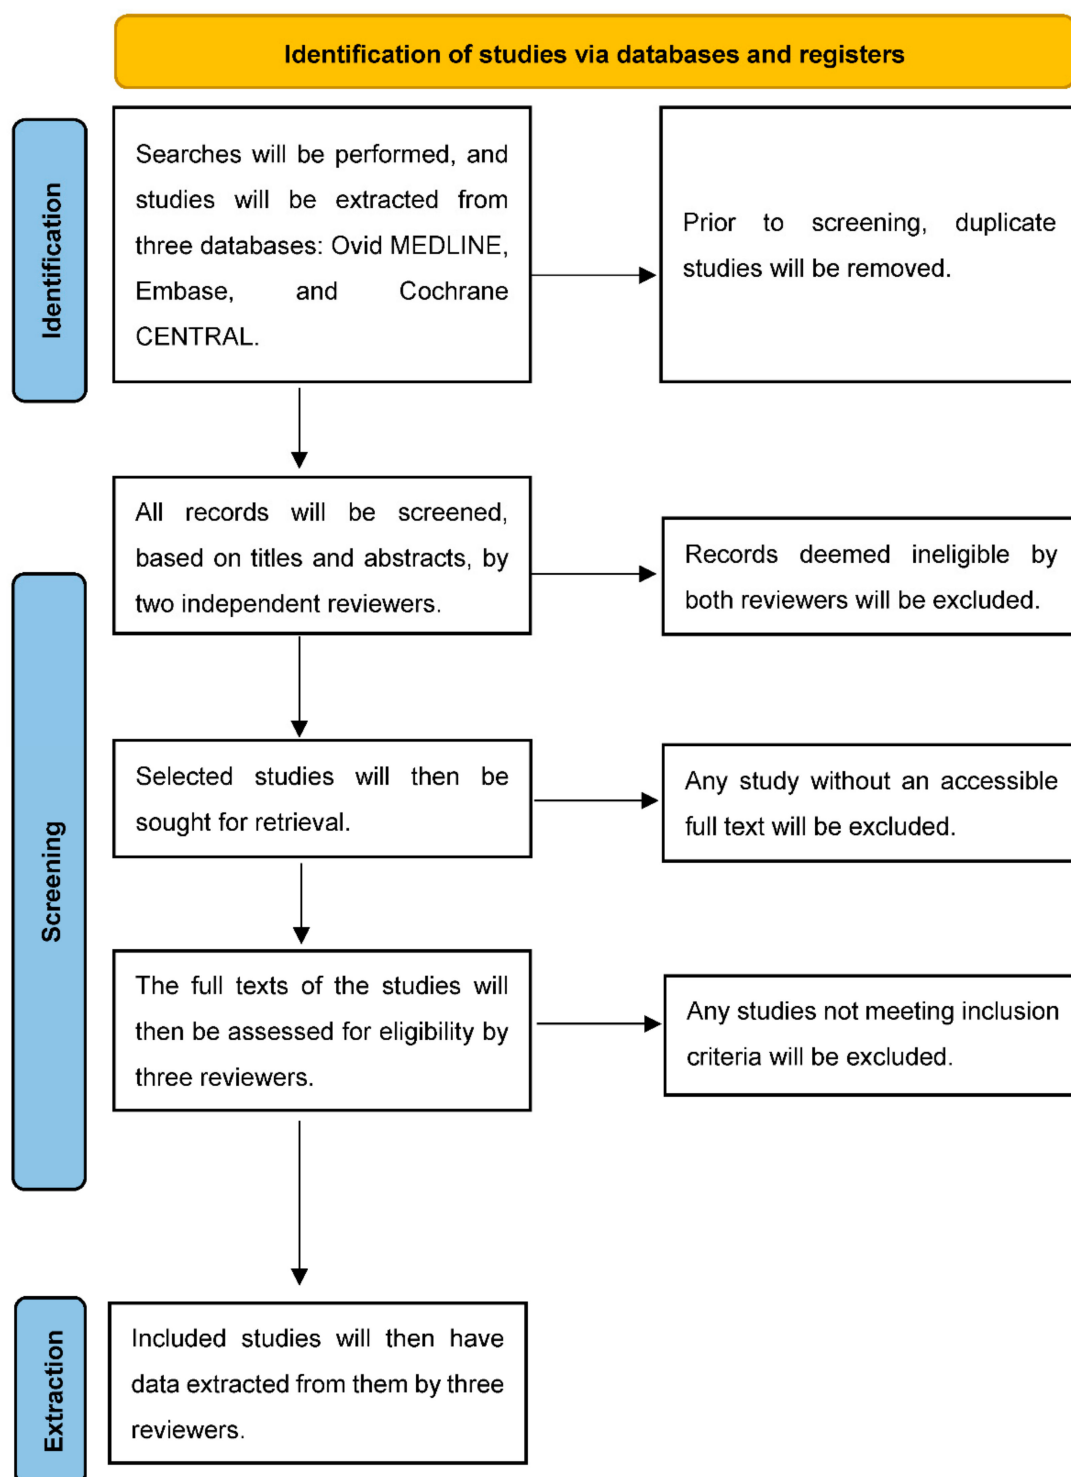 Identification of studies via databases and registers
Identification
Searches will be performed, and
studies will be extracted from
three databases: Ovid MEDLINE,
Embase, and Cochrane
CENTRAL.
Prior to screening, duplicate
studies will be removed.
Screening
All records will be screened,
based on titles and abstracts, by
two independent reviewers.
Records deemed ineligible by
both reviewers will be excluded.
Selected studies will then be
sought for retrieval.
Any study without an accessible
full text will be excluded.
The full texts of the studies will
then be assessed for eligibility by
three reviewers.
Any studies not meeting inclusion
criteria will be excluded.
Extraction
Included studies will then have
data extracted from them by three
reviewers.